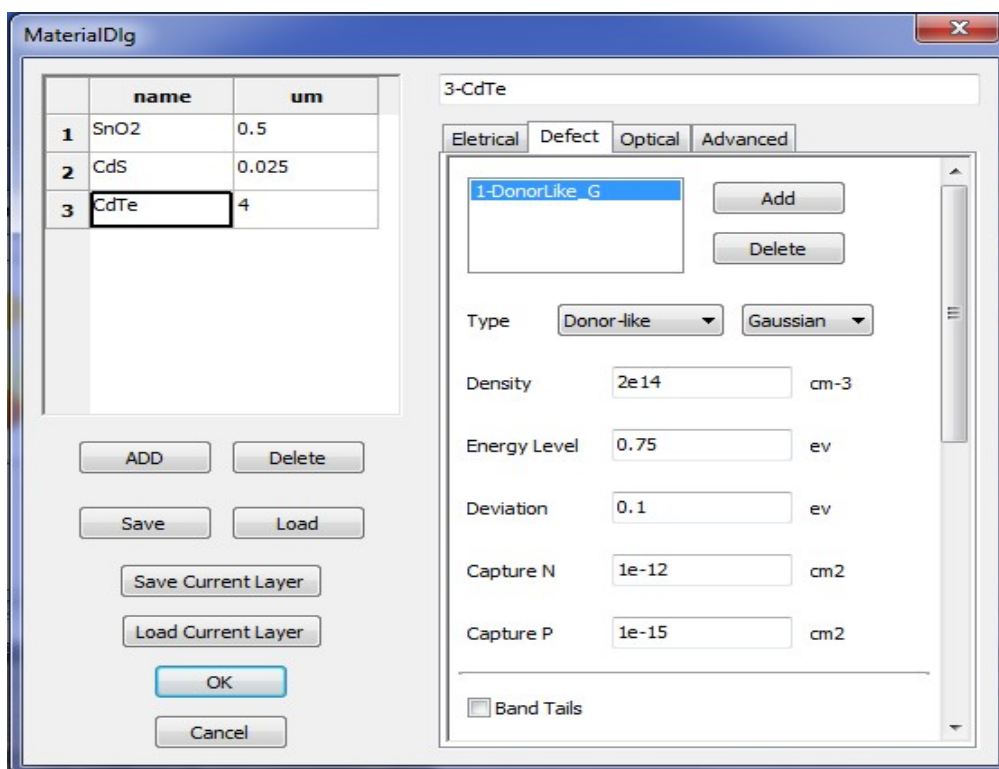 MaterialDlg
name um
1 SnO2 0.5
2 CdS 0.025
3 CdTe 4
ADD Delete
Save Load
Save Current Layer
Load Current Layer
OK
Cancel
3-CdTe
Eletrical Defect Optical Advanced
1-DonorLike_G
Add
Delete
Type Donor-like Gaussian
Density 2e14 cm-3
Energy Level 0.75 ev
Deviation 0.1 ev
Capture N 1e-12 cm2
Capture P 1e-15 cm2
Band Tails